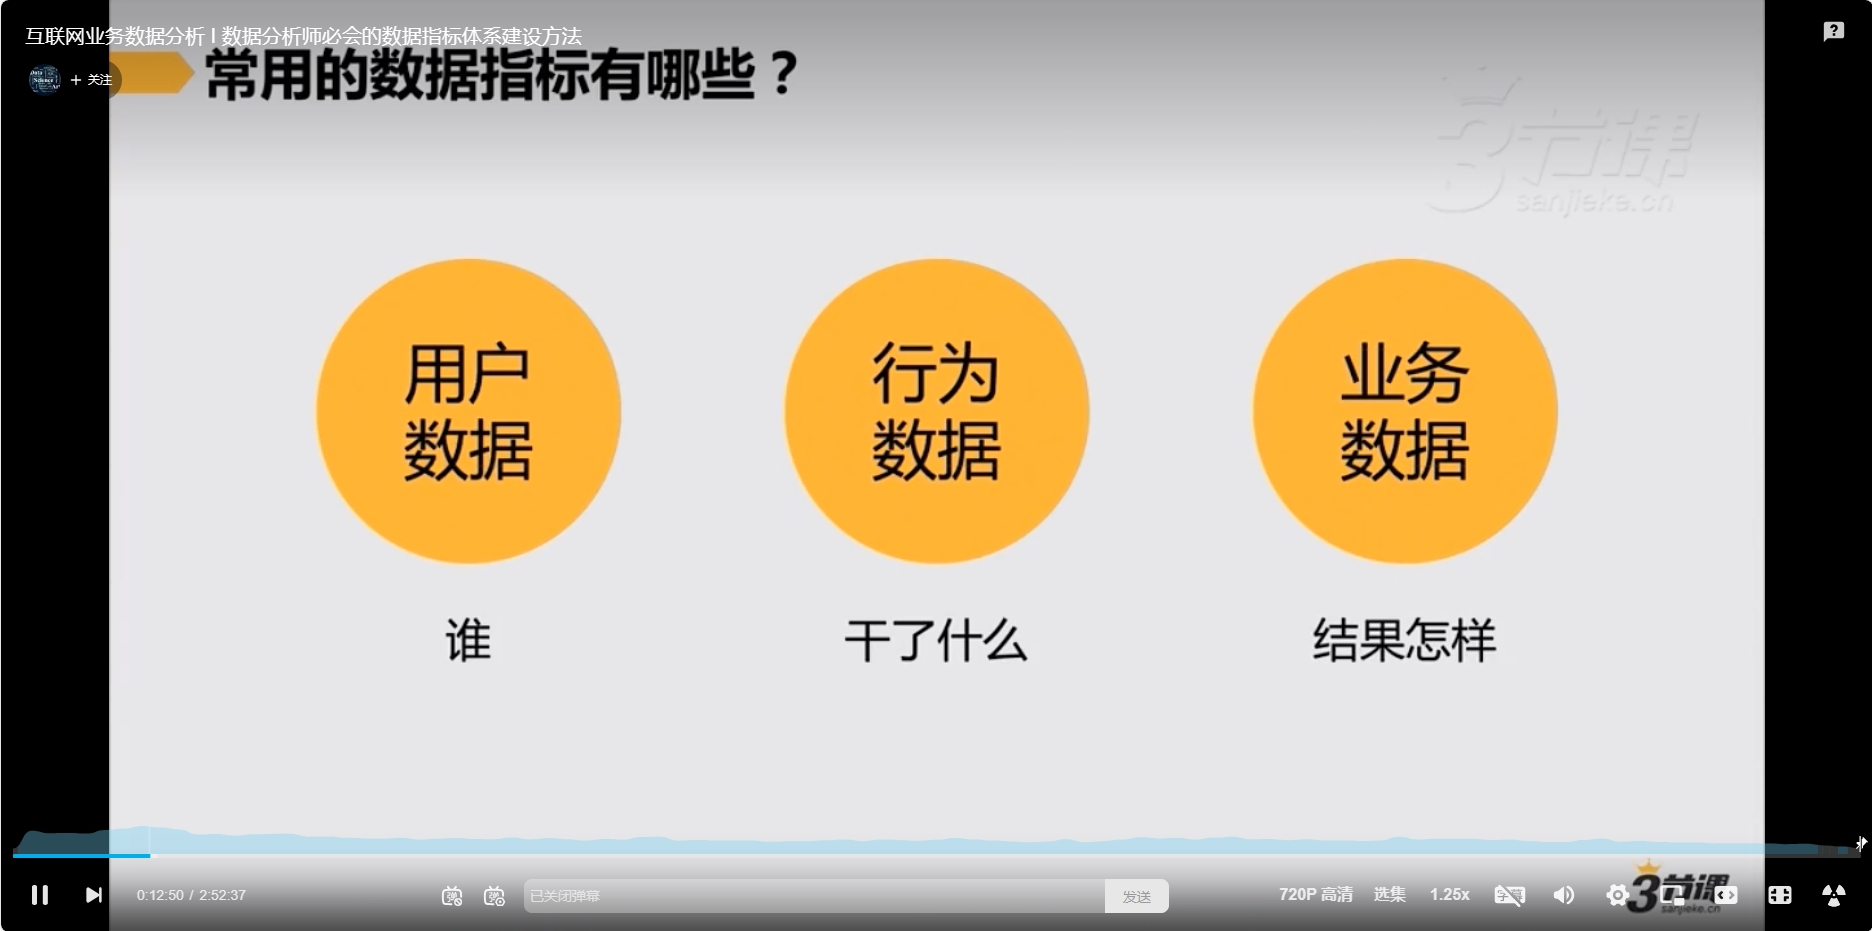 互联网业务数据分析 I 数据分析师必会的数据指标体系建设方法
+ 关注
常用的数据指标有哪些？
3节课
sanjieke.cn
用户
数据
行为
数据
业务
数据
谁
干了什么
结果怎样
0:12:50 / 2:52:37
已关闭弹幕
发送
720P 高清
选集
1.25x
字幕
3节课
sanjieke.cn